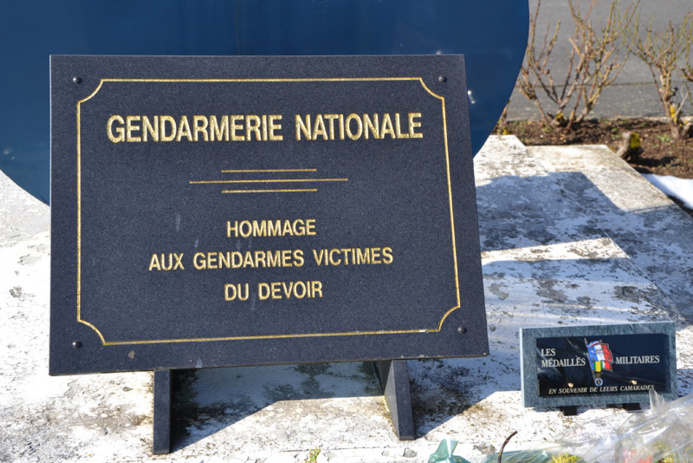 GENDARMERIE NATIONALE
HOMMAGE
AUX GENDARMES VICTIMES
DU DEVOIR
LES
MÉDAILLÉS MILITAIRES
EN SOUVENIR DE LEURS CAMARADES